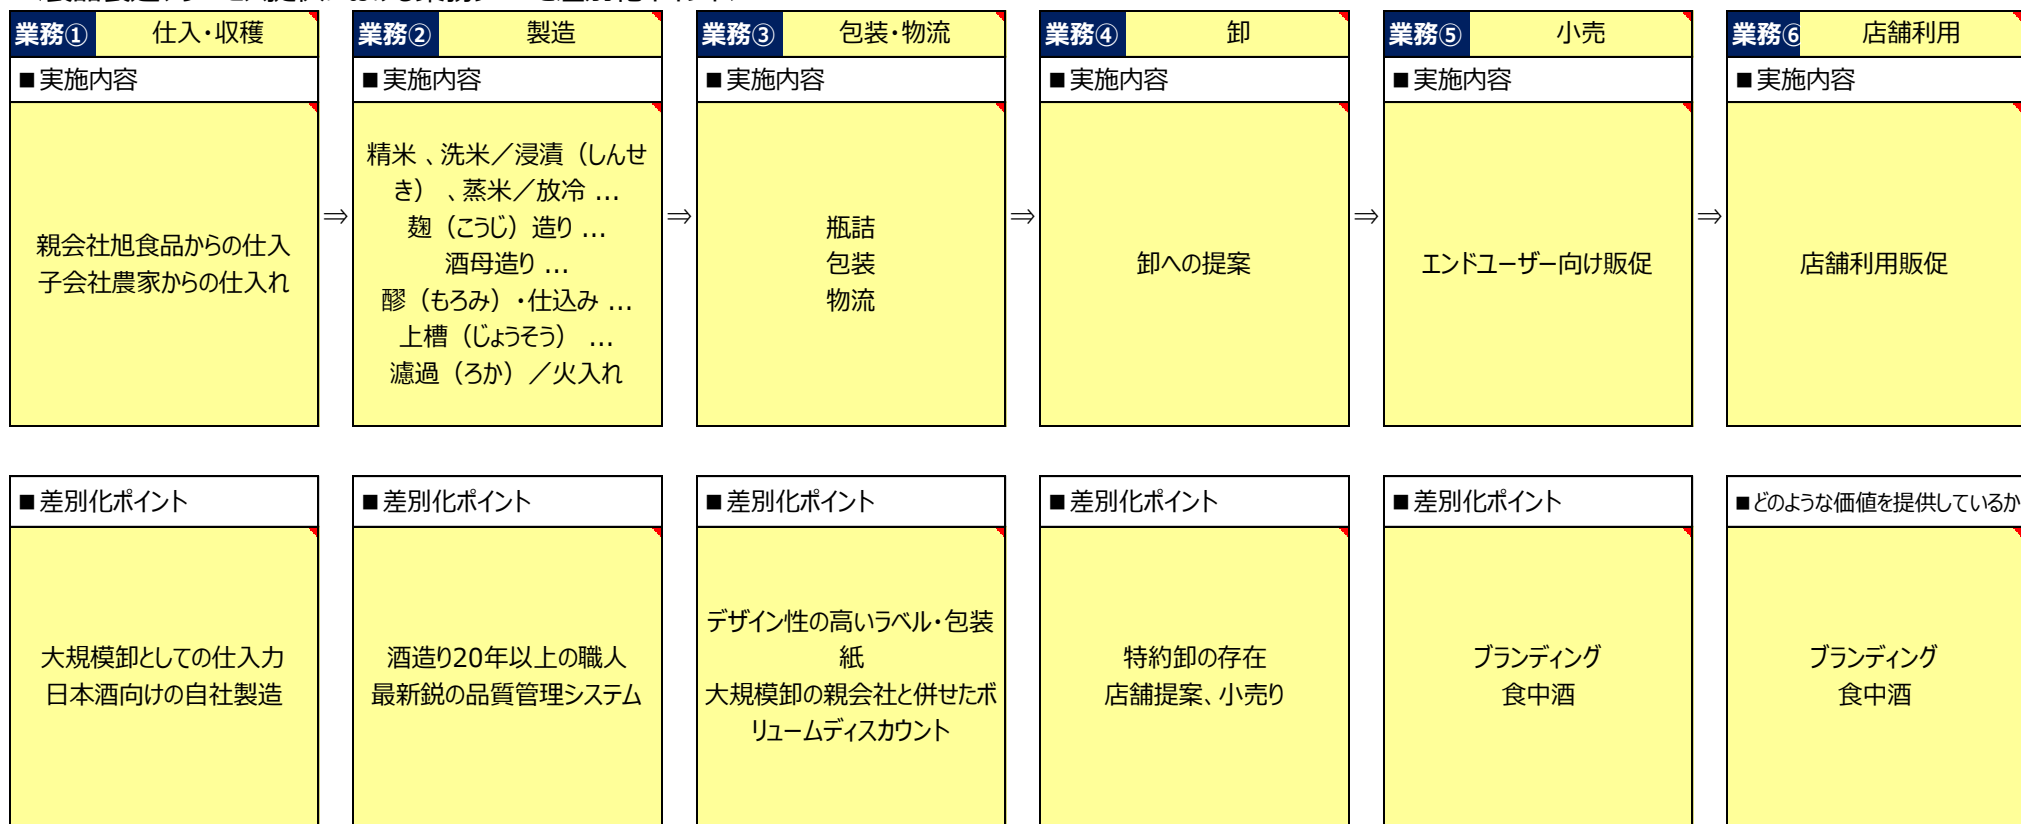 業務① 仕入・収穫
■実施内容
親会社旭食品からの仕入
子会社農家からの仕入れ
⇒
業務② 製造
■実施内容
精米 、洗米／浸漬（しんせ
き） 、蒸米／放冷 ...
麹（こうじ）造り ...
酒母造り ...
醪（もろみ）・仕込み ...
上槽（じょうそう） ...
濾過（ろか）／火入れ
⇒
業務③ 包装・物流
■実施内容
瓶詰
包装
物流
⇒
業務④ 卸
■実施内容
卸への提案
⇒
業務⑤ 小売
■実施内容
エンドユーザー向け販促
⇒
業務⑥ 店舗利用
■実施内容
店舗利用販促
■差別化ポイント
大規模卸としての仕入力
日本酒向けの自社製造
■差別化ポイント
酒造り20年以上の職人
最新鋭の品質管理システム
■差別化ポイント
デザイン性の高いラベル・包装
紙
大規模卸の親会社と併せたボ
リュームディスカウント
■差別化ポイント
特約卸の存在
店舗提案、小売り
■差別化ポイント
ブランディング
食中酒
■どのような価値を提供しているか
ブランディング
食中酒